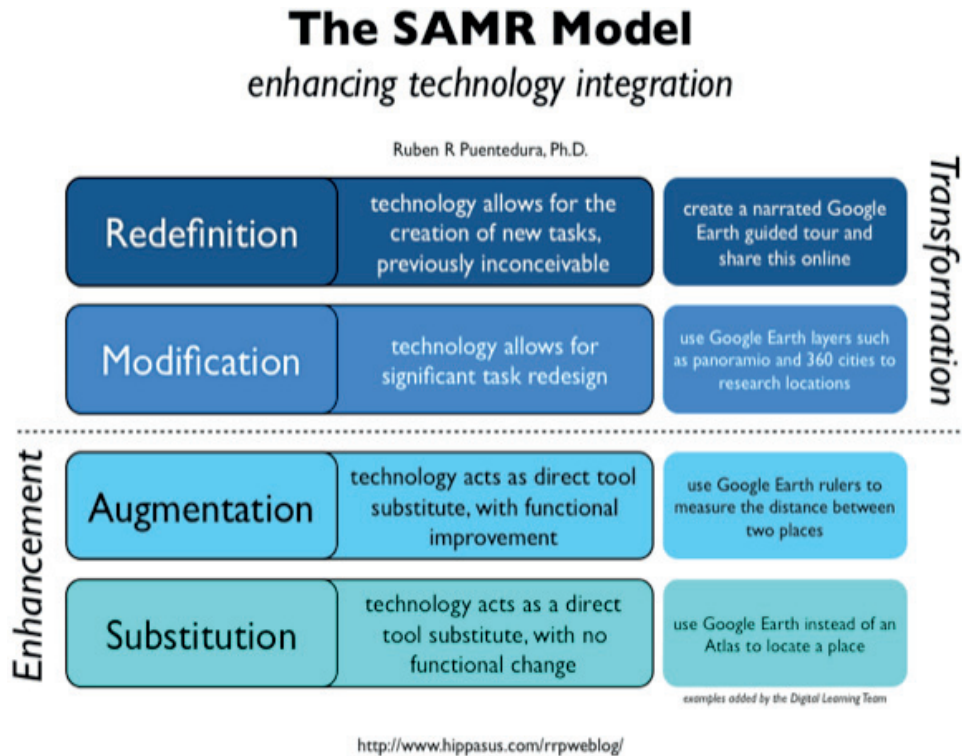 The SAMR Model
enhancing technology integration
Ruben R Puentedura, Ph.D.
Transformation
Redefinition
technology allows for the
creation of new tasks,
previously inconceivable
create a narrated Google
Earth guided tour and
share this online
Modification
technology allows for
significant task redesign
use Google Earth layers such
as panoramio and 360 cities to
research locations
Enhancement
Augmentation
technology acts as direct tool
substitute, with functional
improvement
use Google Earth rulers to
measure the distance between
two places
Substitution
technology acts as a direct
tool substitute, with no
functional change
use Google Earth instead of an
Atlas to locate a place
examples added by the Digital Learning Team
http://www.hippasus.com/rrpweblog/